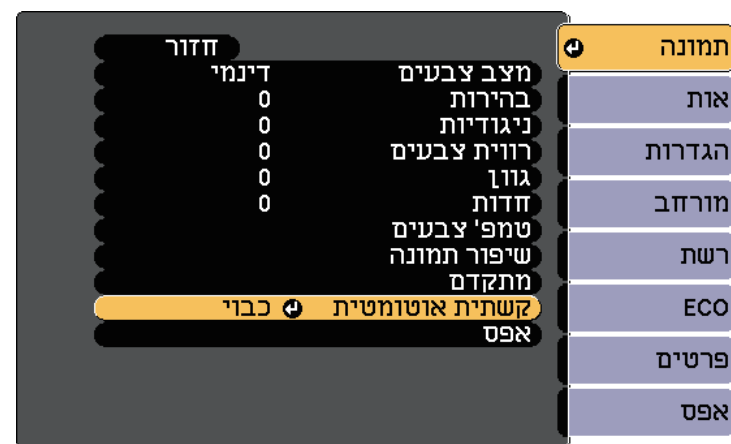 תמונה
אות
הגדרות
מורחב
רשת
ECO
פרטים
אפס
חזור
מצב צבעים דינמי
בהירות 0
ניגודיות 0
רווית צבעים 0
גוון 0
חדות 0
טמפ' צבעים
שיפור תמונה
מתקדם
קשתית אוטומטית כבוי
אפס